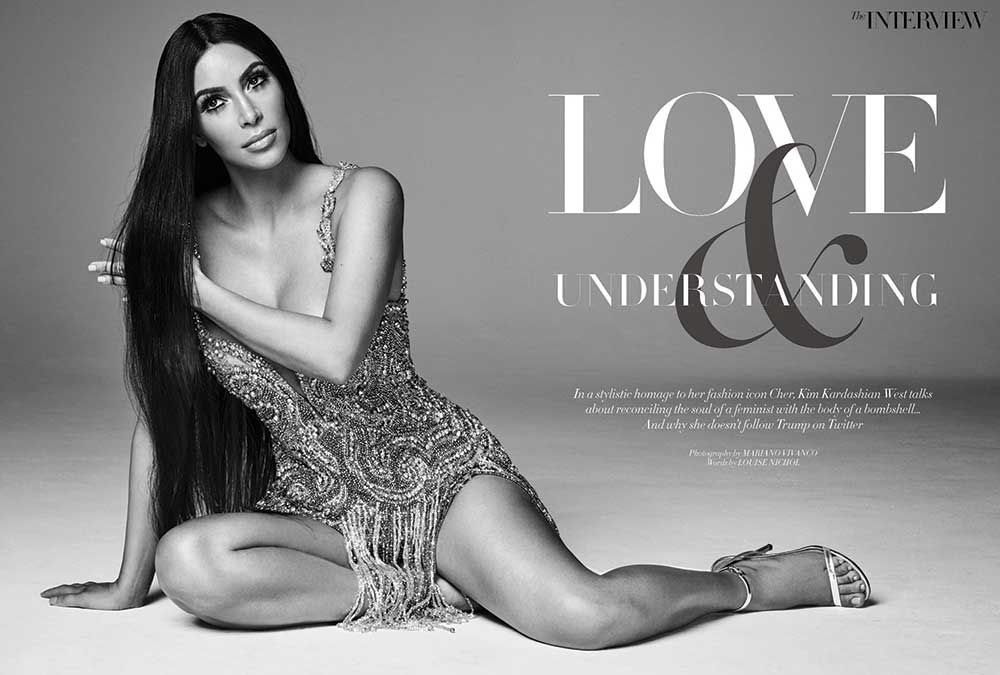 The INTERVIEW
LOVE
&
UNDERSTANDING
In a stylistic homage to her fashion icon Cher, Kim Kardashian West talks
about reconciling the soul of a feminist with the body of a bombshell...
And why she doesn't follow Trump on Twitter
Photography by MARIANO VIVANCO
Words by LOUISE NICHOL